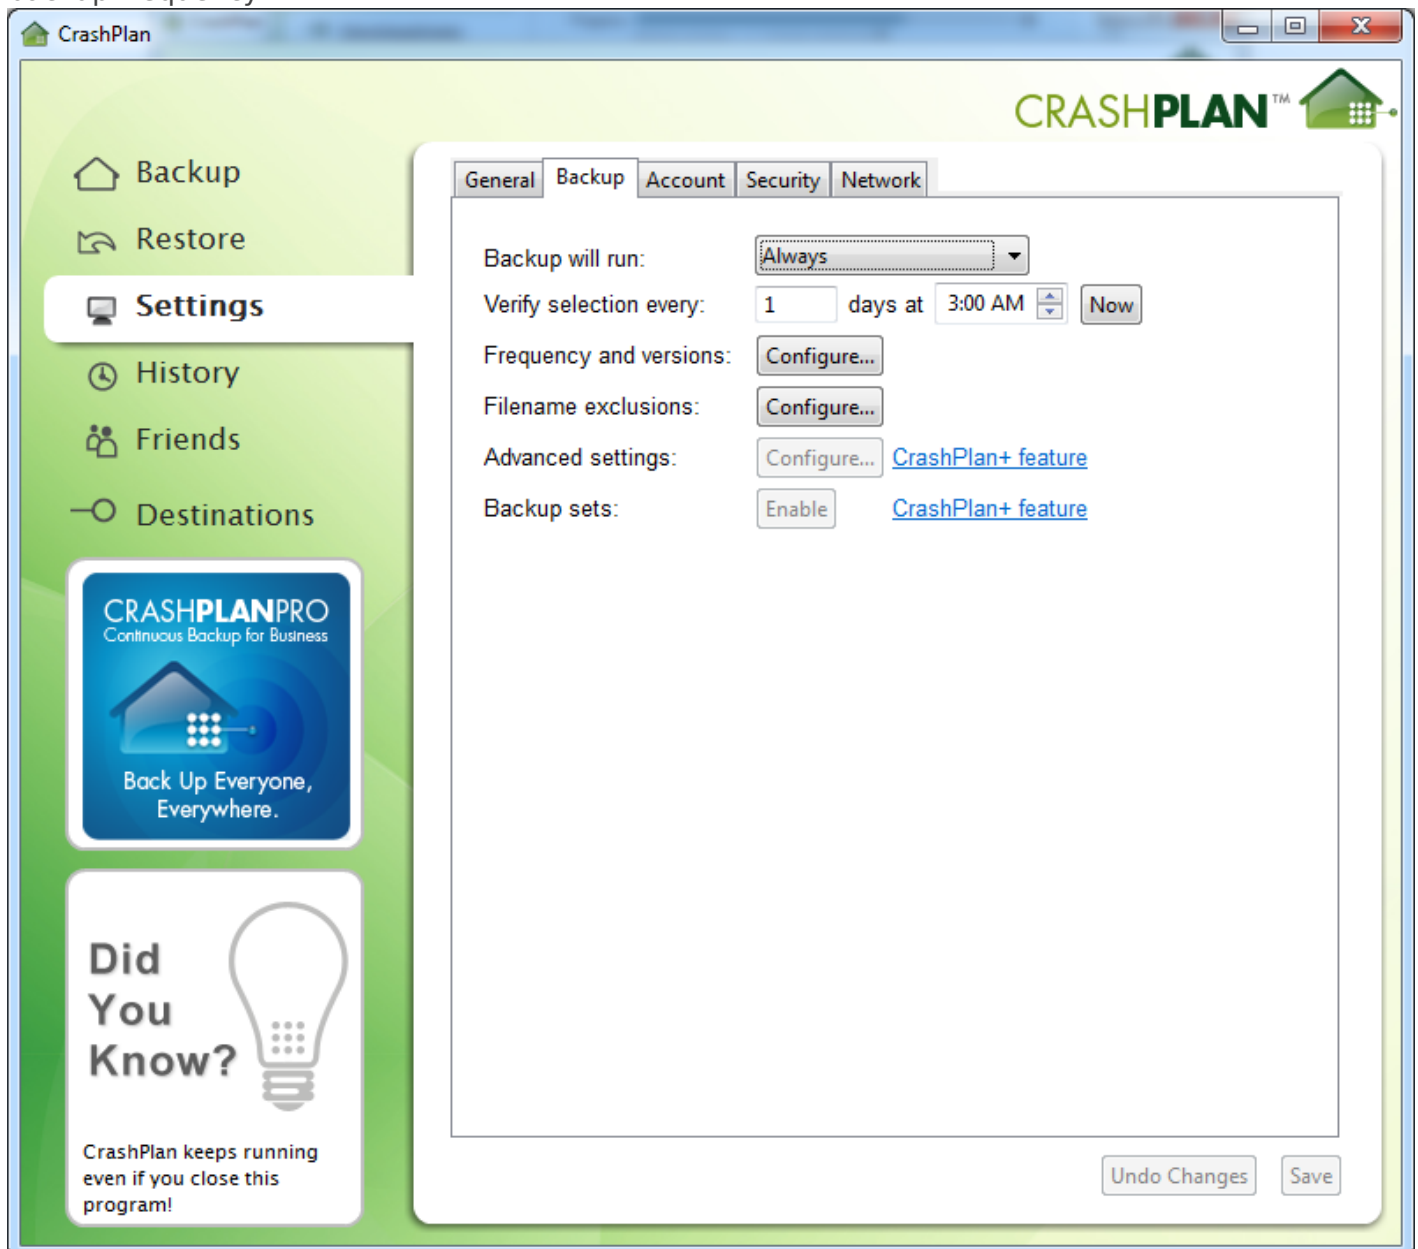 CrashPlan
CRASHPLAN™
Backup
Restore
Settings
History
Friends
Destinations
CRASHPLANPRO
Continuous Backup for Business
Back Up Everyone,
Everywhere.
Did
You
Know?
CrashPlan keeps running
even if you close this
program!
General Backup Account Security Network
Backup will run: Always
Verify selection every: 1 days at 3:00 AM Now
Frequency and versions: Configure...
Filename exclusions: Configure...
Advanced settings: Configure... CrashPlan+ feature
Backup sets: Enable CrashPlan+ feature
Undo Changes Save